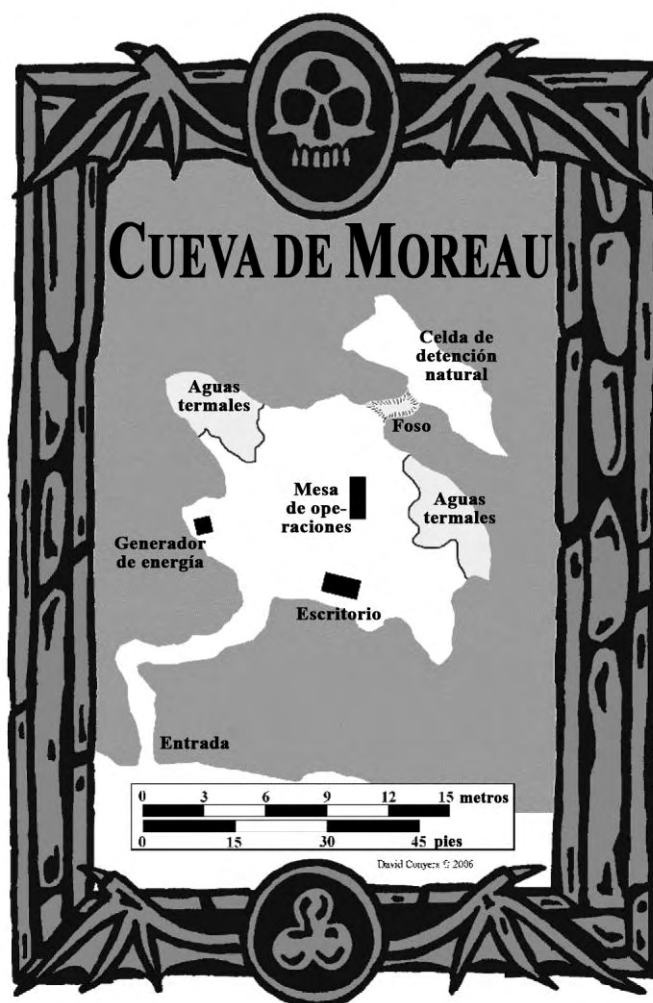 CUEVA DE MOREAU
Celda de
detención
natural
Aguas
termales
Foso
Mesa
de ope-
raciones
Aguas
termales
Generador
de energía
Escritorio
Entrada
0 3 6 9 12 15 metros
0 15 30 45 pies
David Conyers © 2006